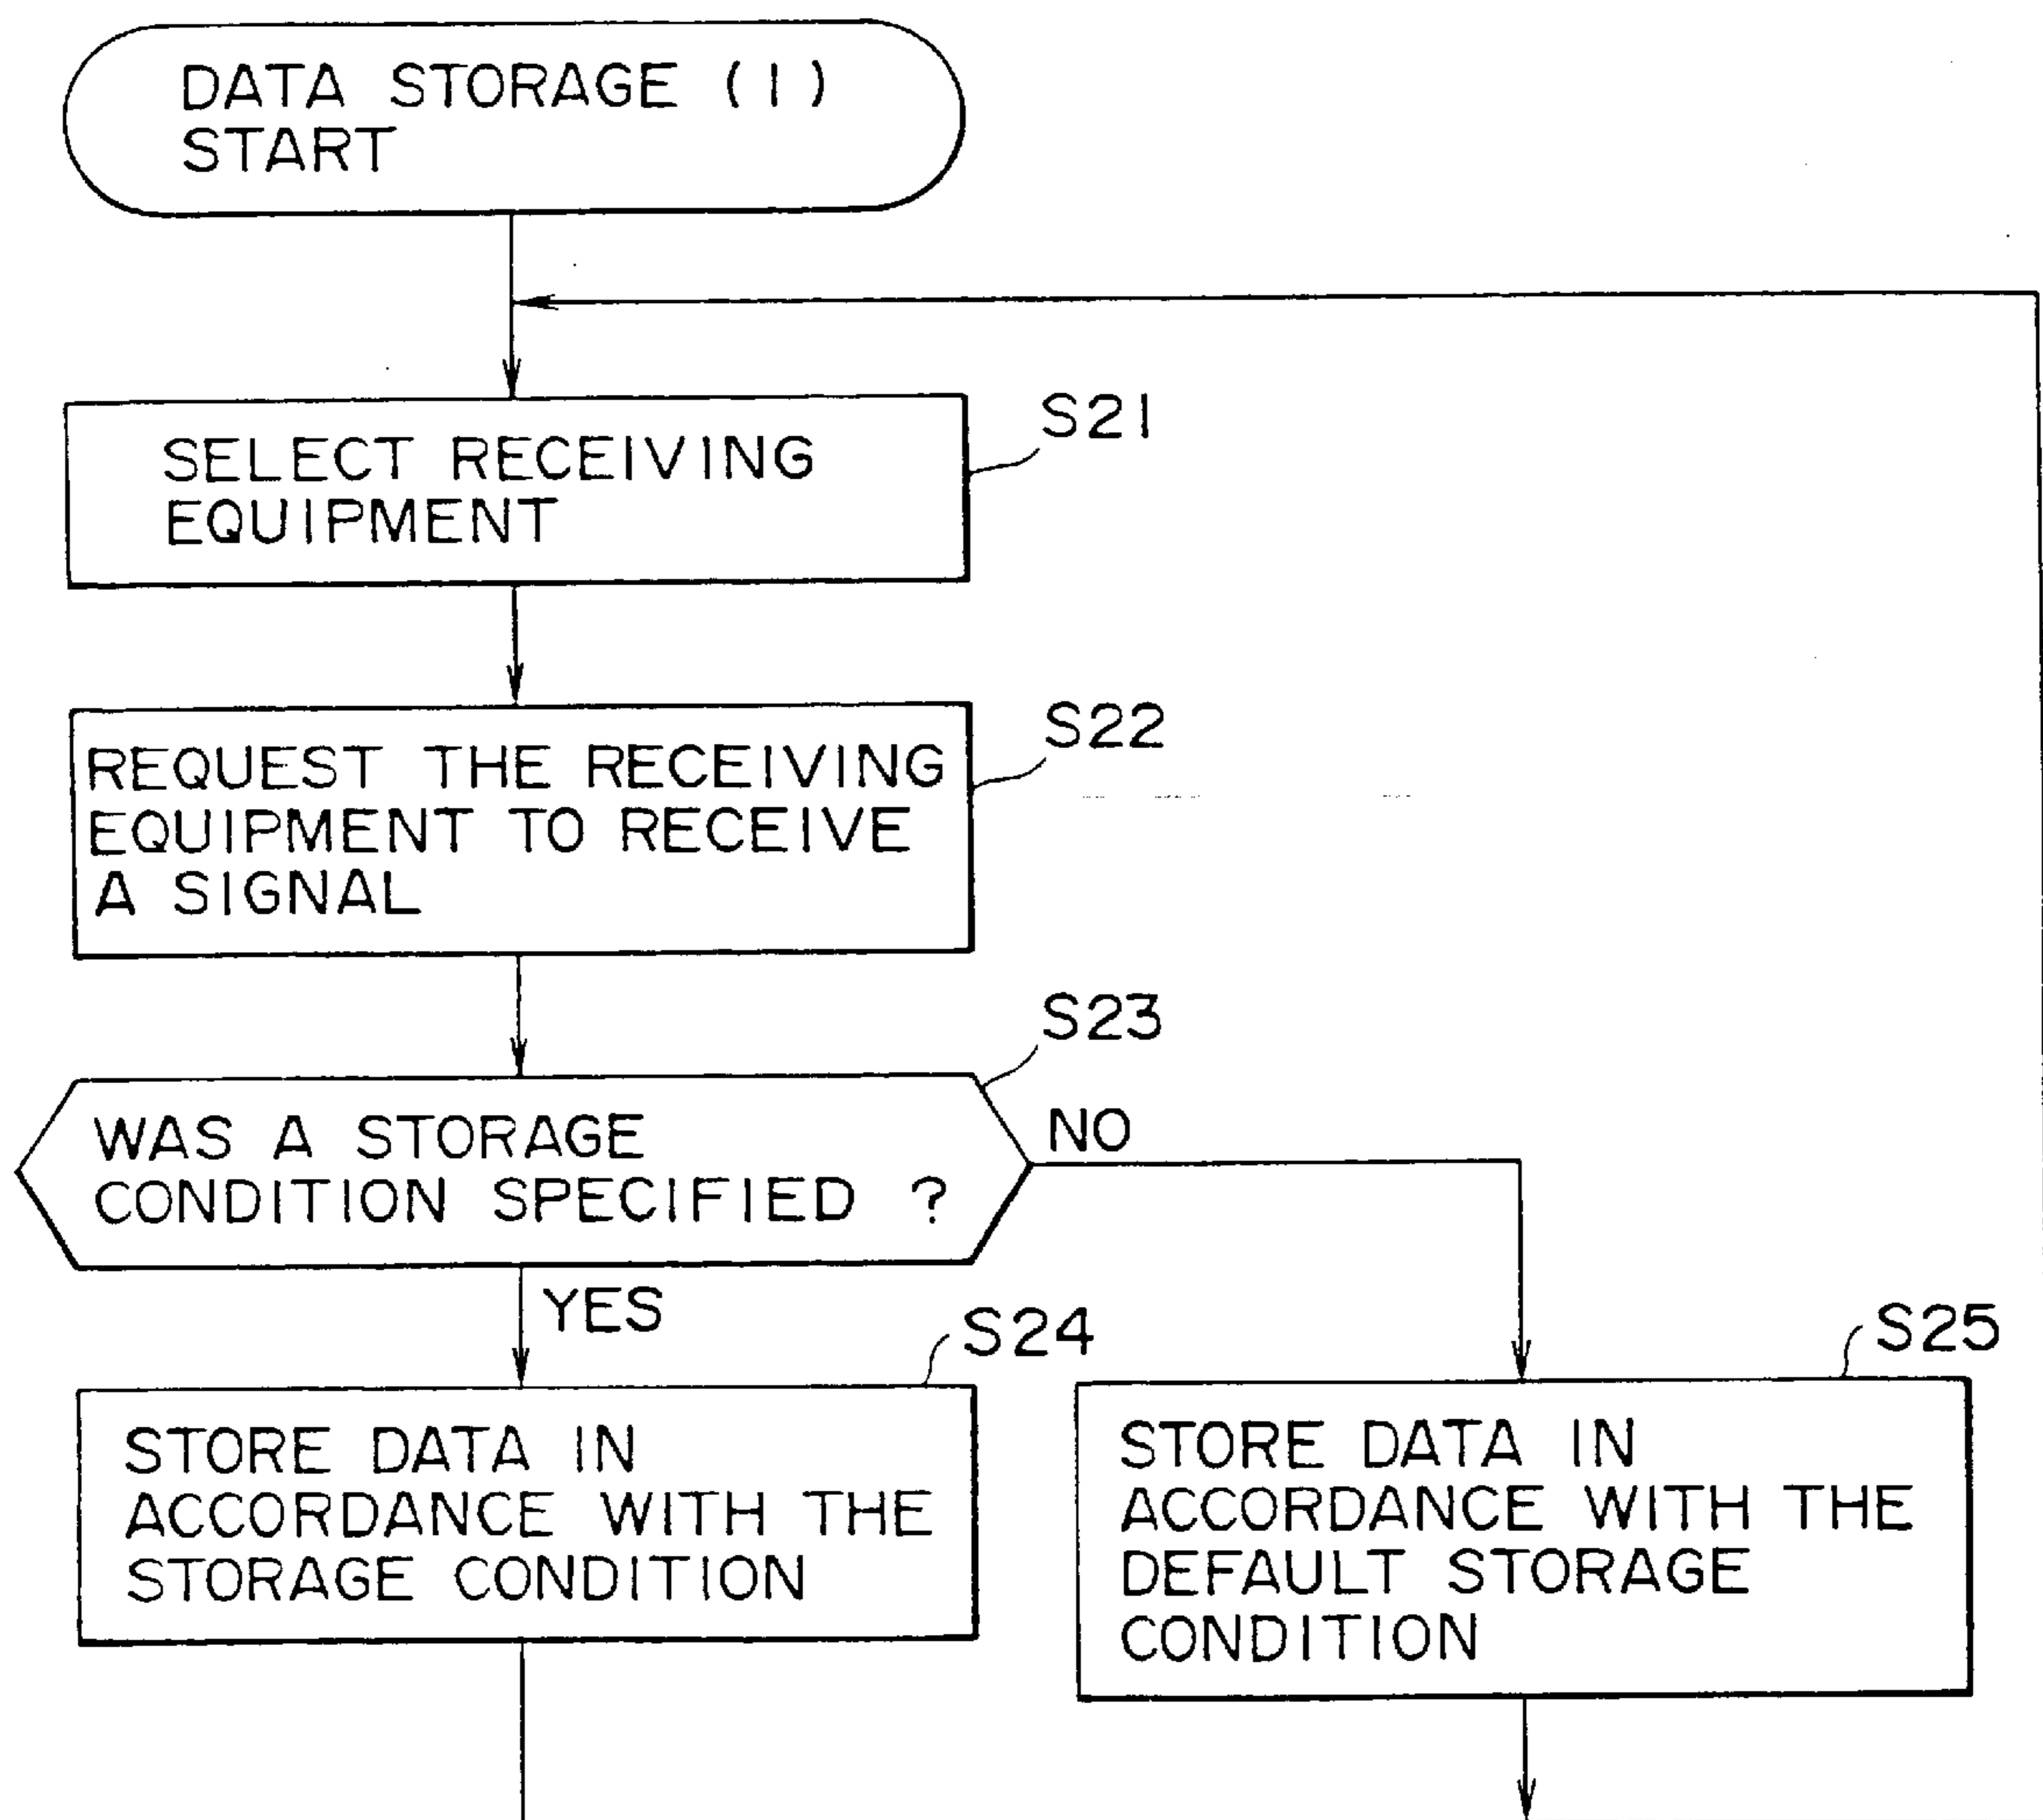 DATA STORAGE (1)
START
SELECT RECEIVING
EQUIPMENT
S21
REQUEST THE RECEIVING
EQUIPMENT TO RECEIVE
A SIGNAL
S22
WAS A STORAGE
CONDITION SPECIFIED ?
S23
NO
YES
STORE DATA IN
ACCORDANCE WITH THE
STORAGE CONDITION
S24
STORE DATA IN
ACCORDANCE WITH THE
DEFAULT STORAGE
CONDITION
S25